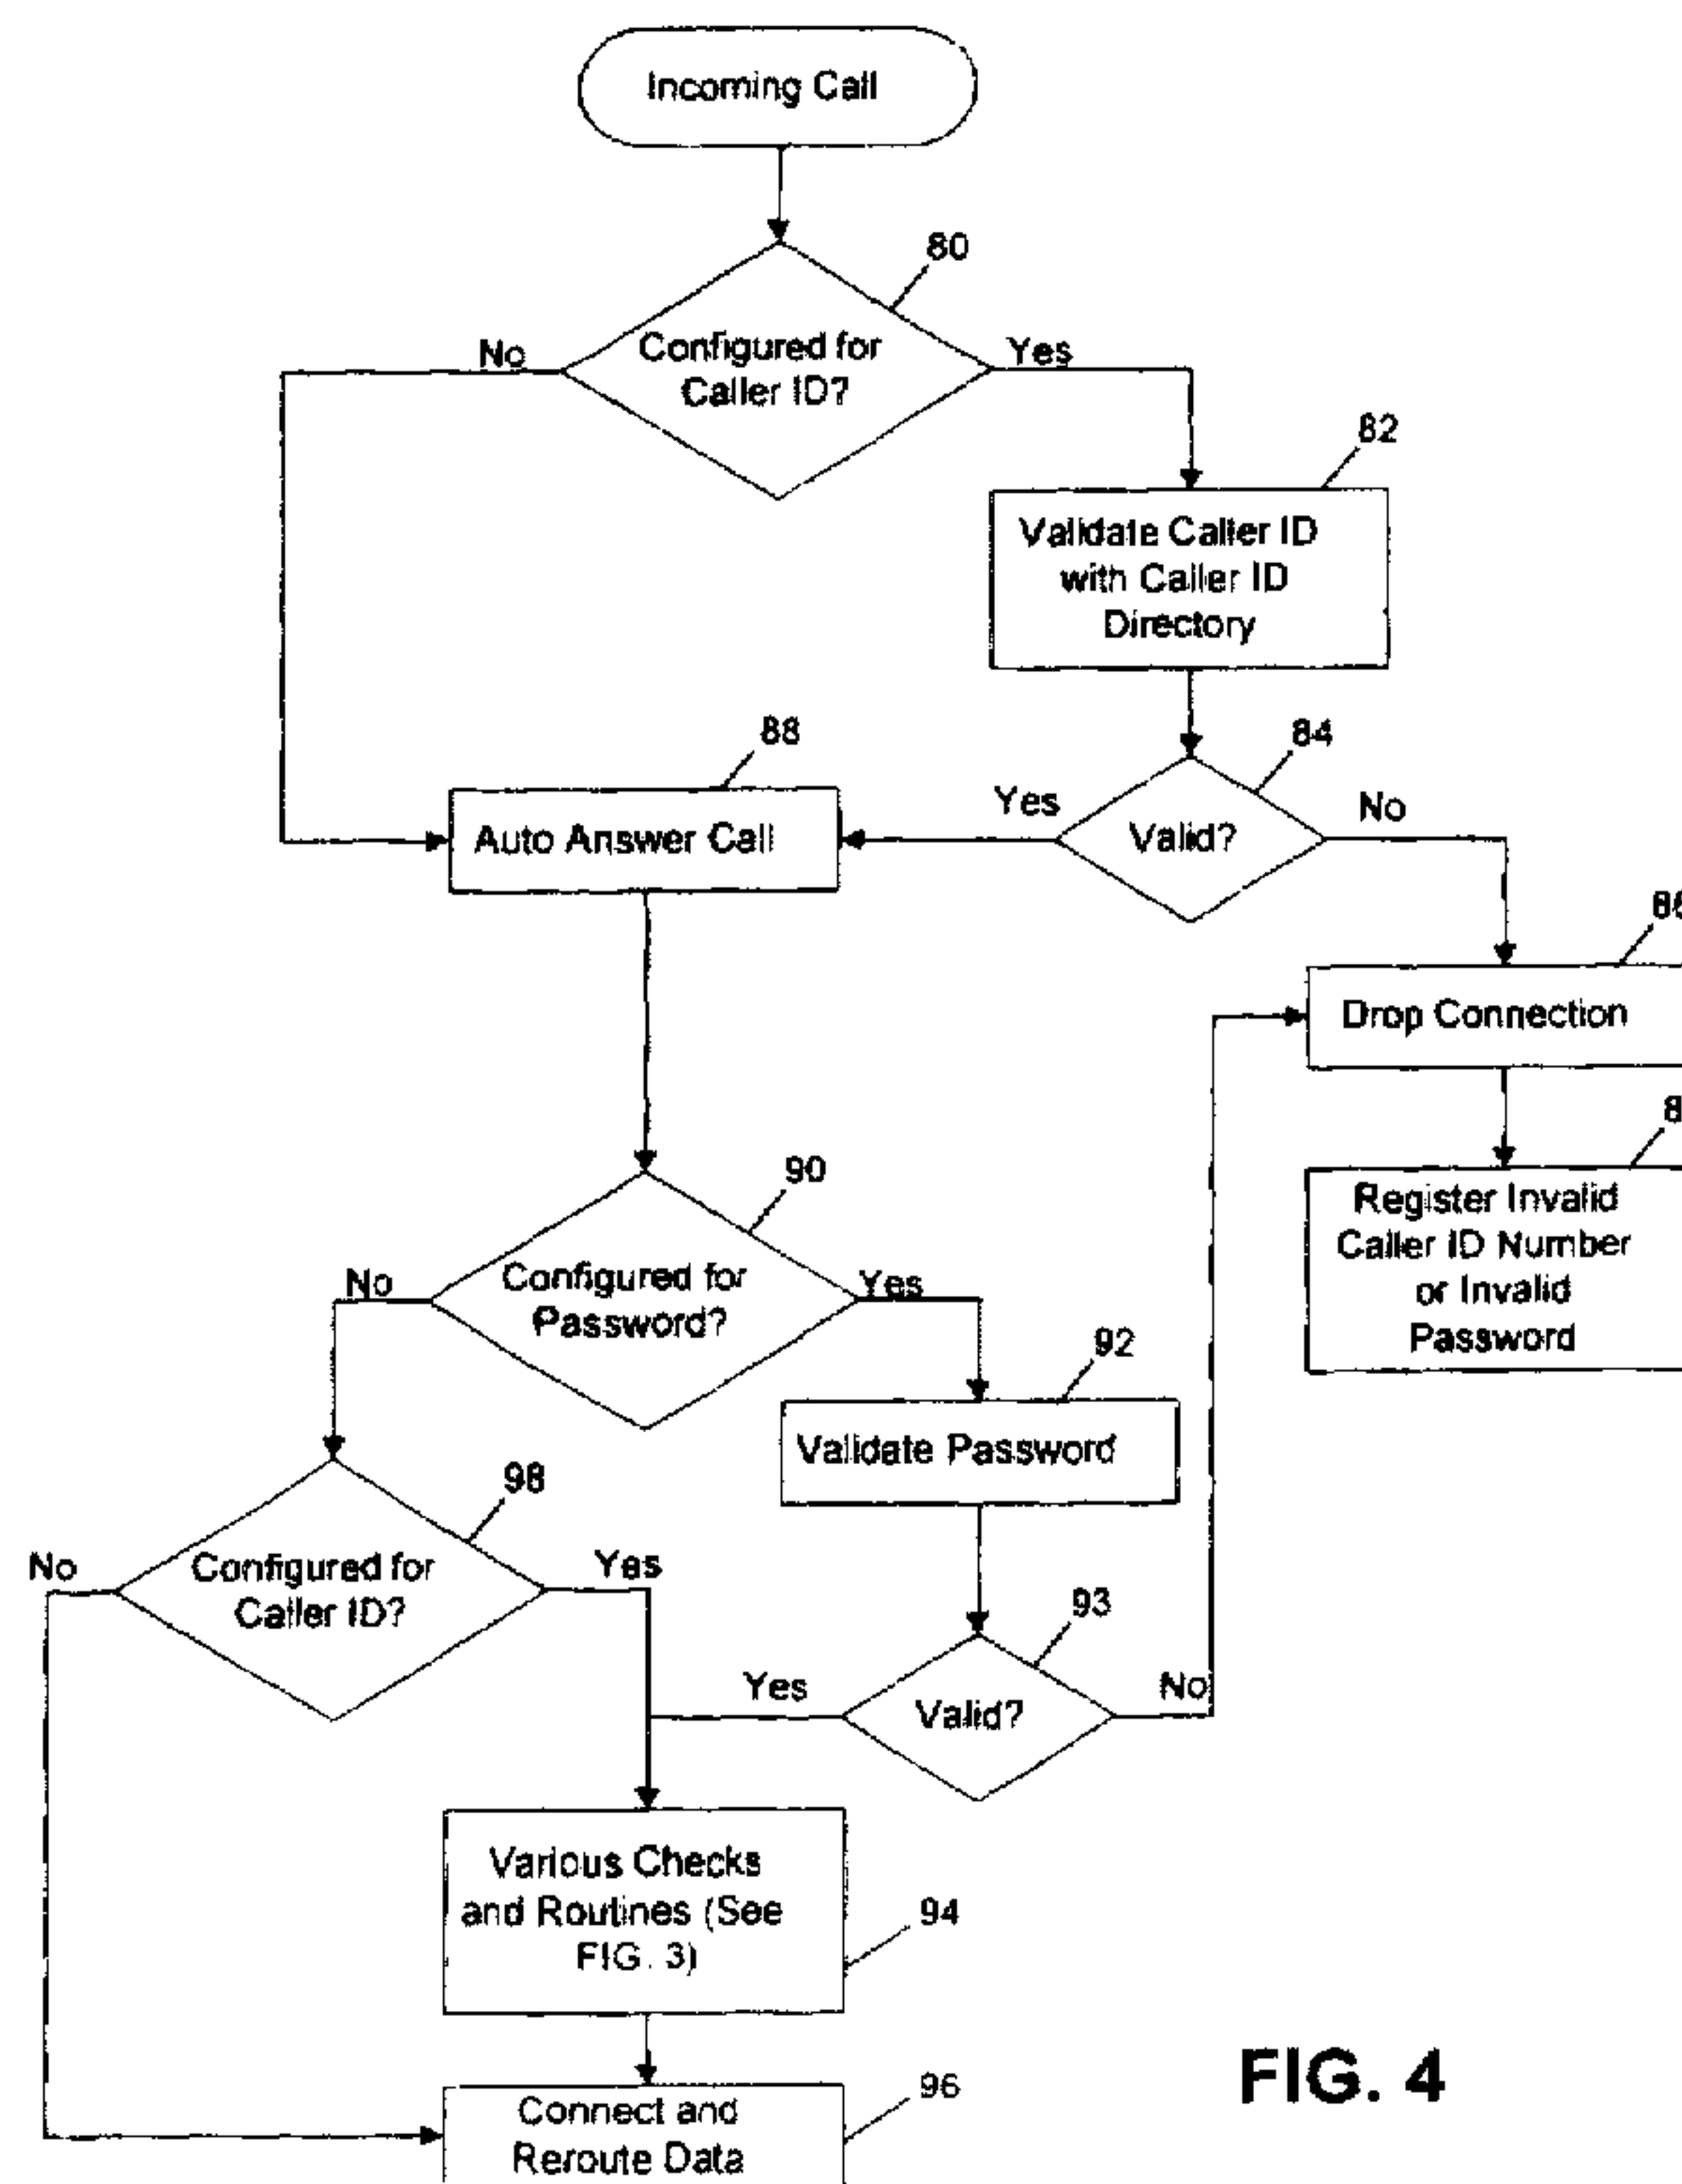 Incoming Call
80
Configured for
Caller ID?
No
Yes
82
Validate Caller ID
with Caller ID
Directory
88
84
Auto Answer Call
Yes
Valid?
No
Drop Connection
90
Configured for
Password?
No
Yes
Register Invalid
Caller ID Number
or Invalid
Password
92
Validate Password
98
Configured for
Caller ID?
No
Yes
93
Valid?
Yes
No
Various Checks
and Routines (See
FIG. 3)
94
96
Connect and
Reroute Data
FIG. 4